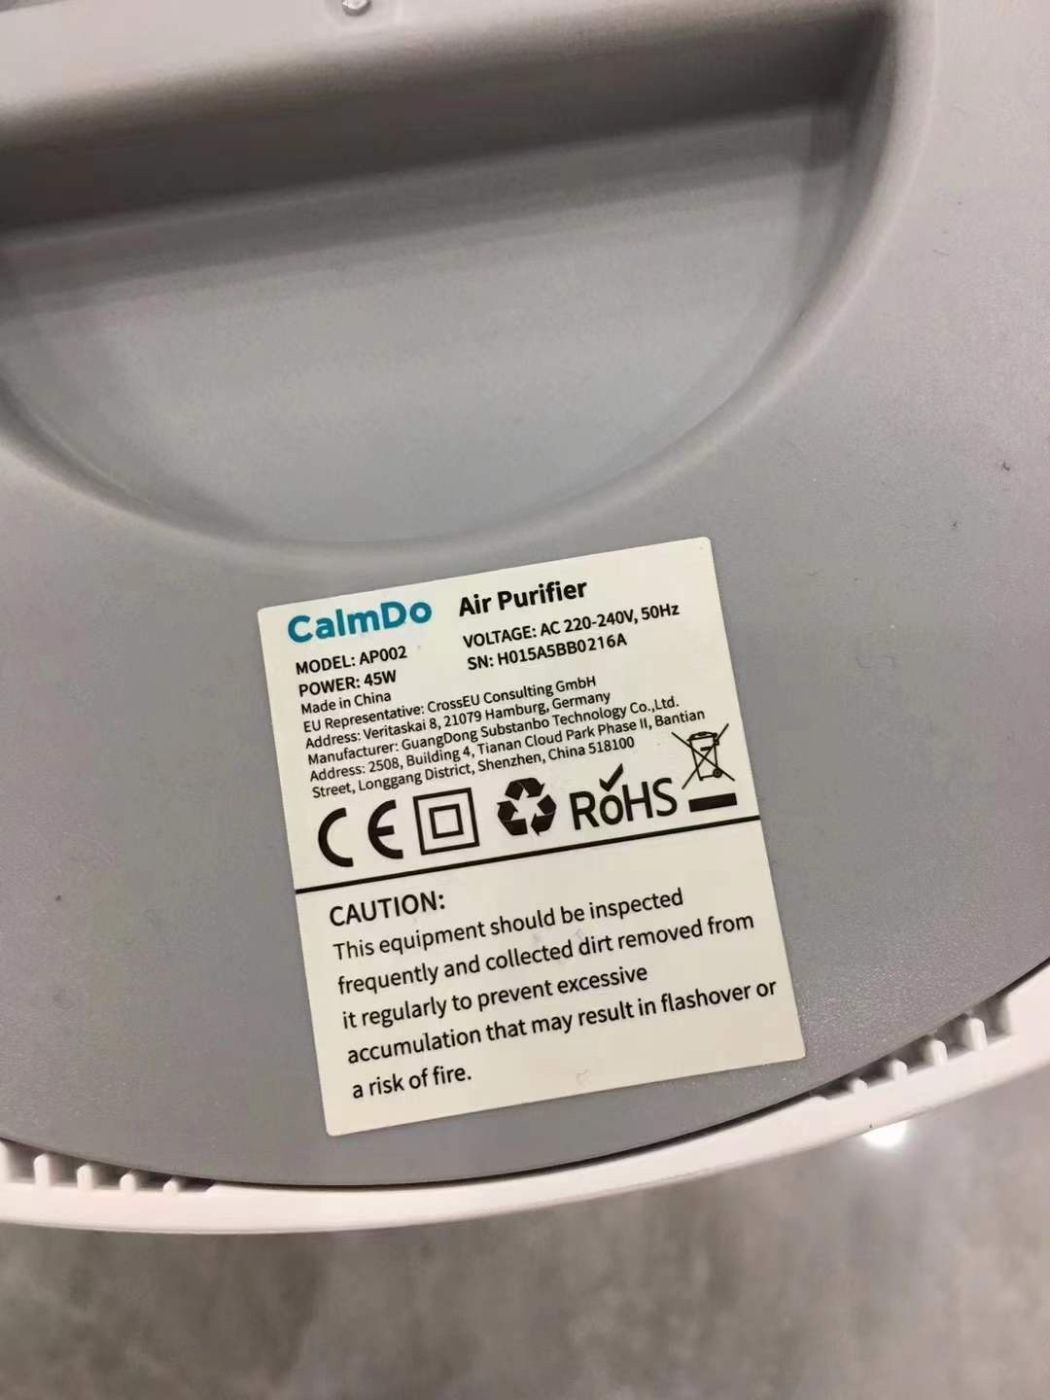 CalmDo Air Purifier
MODEL: AP002 VOLTAGE: AC 220-240V, 50Hz
POWER: 45W SN: H015A5BB0216A
Made in China
EU Representative: CrossEU Consulting GmbH
Address: Veritaskai 8, 21079 Hamburg, Germany
Manufacturer: GuangDong Substanbo Technology Co.,Ltd.
Address: 2508, Building 4, Tianan Cloud Park Phase II, Bantian
Street, Longgang District, Shenzhen, China 518100
CE RoHS
CAUTION:
This equipment should be inspected
frequently and collected dirt removed from
it regularly to prevent excessive
accumulation that may result in flashover or
a risk of fire.